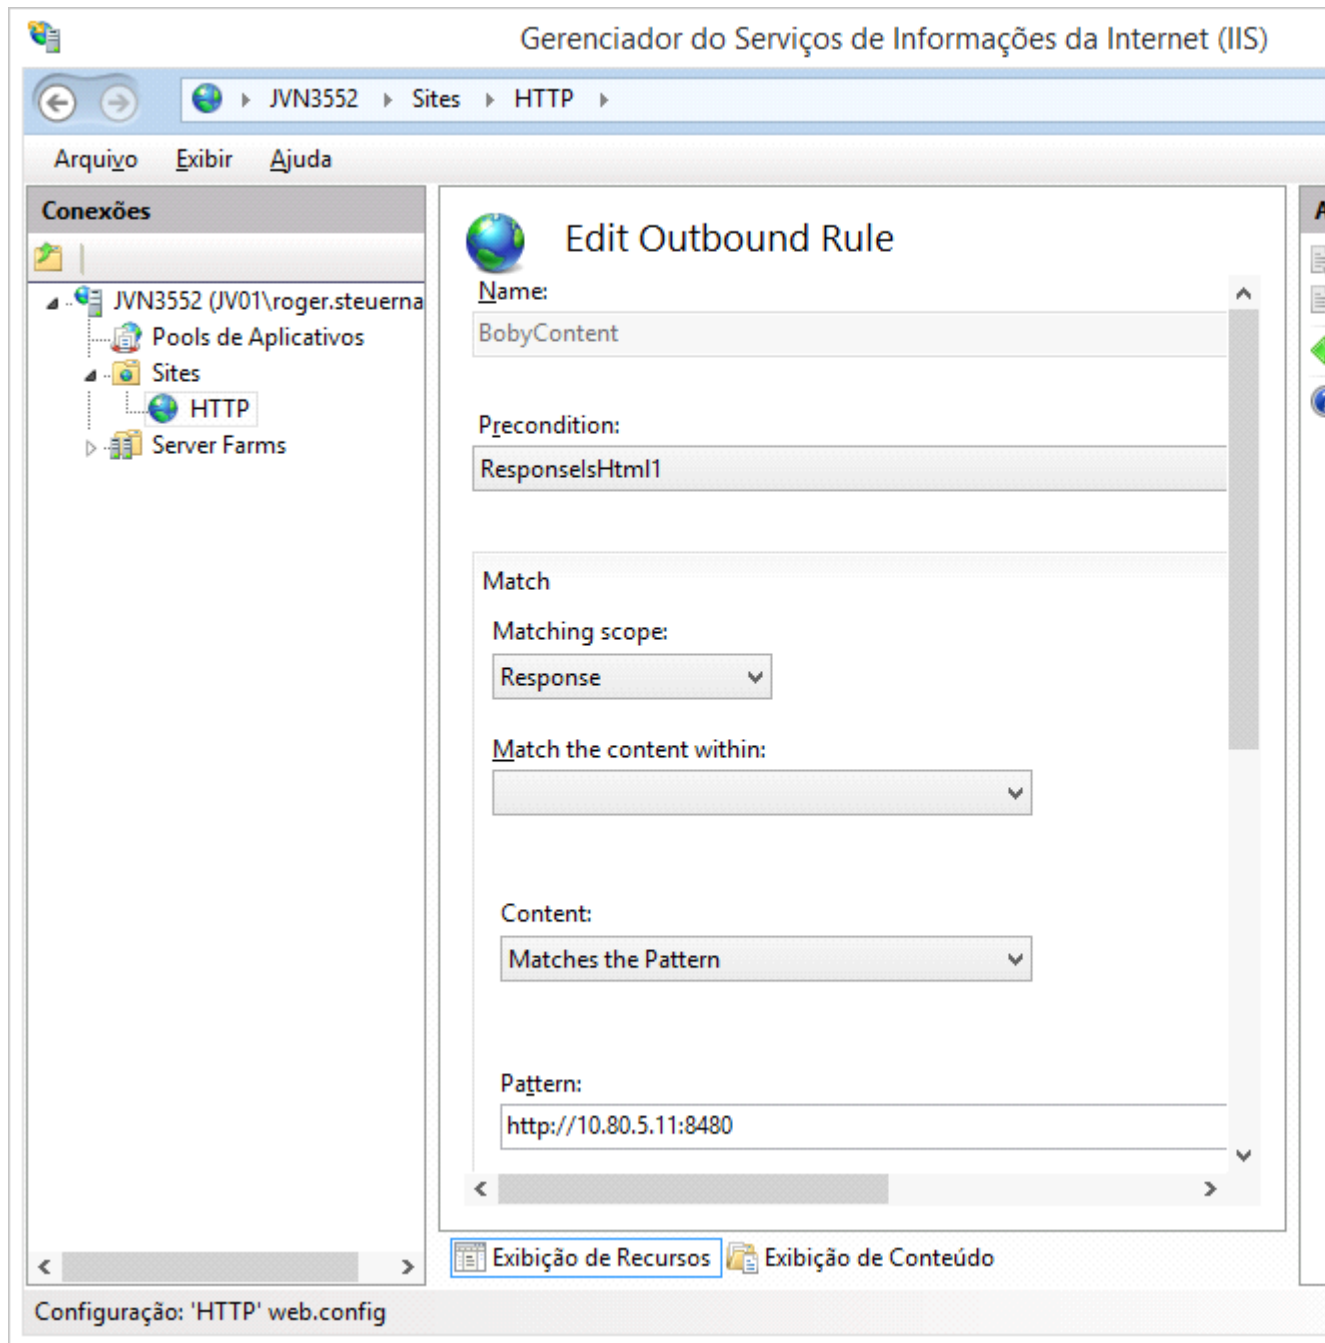 Gerenciador do Serviços de Informações da Internet (IIS)
JVN3552 Sites HTTP
Arquivo Exibir Ajuda
Conexões
JVN3552 (JV01\roger.steuerna
Pools de Aplicativos
Sites
HTTP
Server Farms
Edit Outbound Rule
Name:
BobyContent
Precondition:
ResponseIsHtml1
Match
Matching scope:
Response
Match the content within:
Content:
Matches the Pattern
Pattern:
http://10.80.5.11:8480
Exibição de Recursos Exibição de Conteúdo
Configuração: 'HTTP' web.config